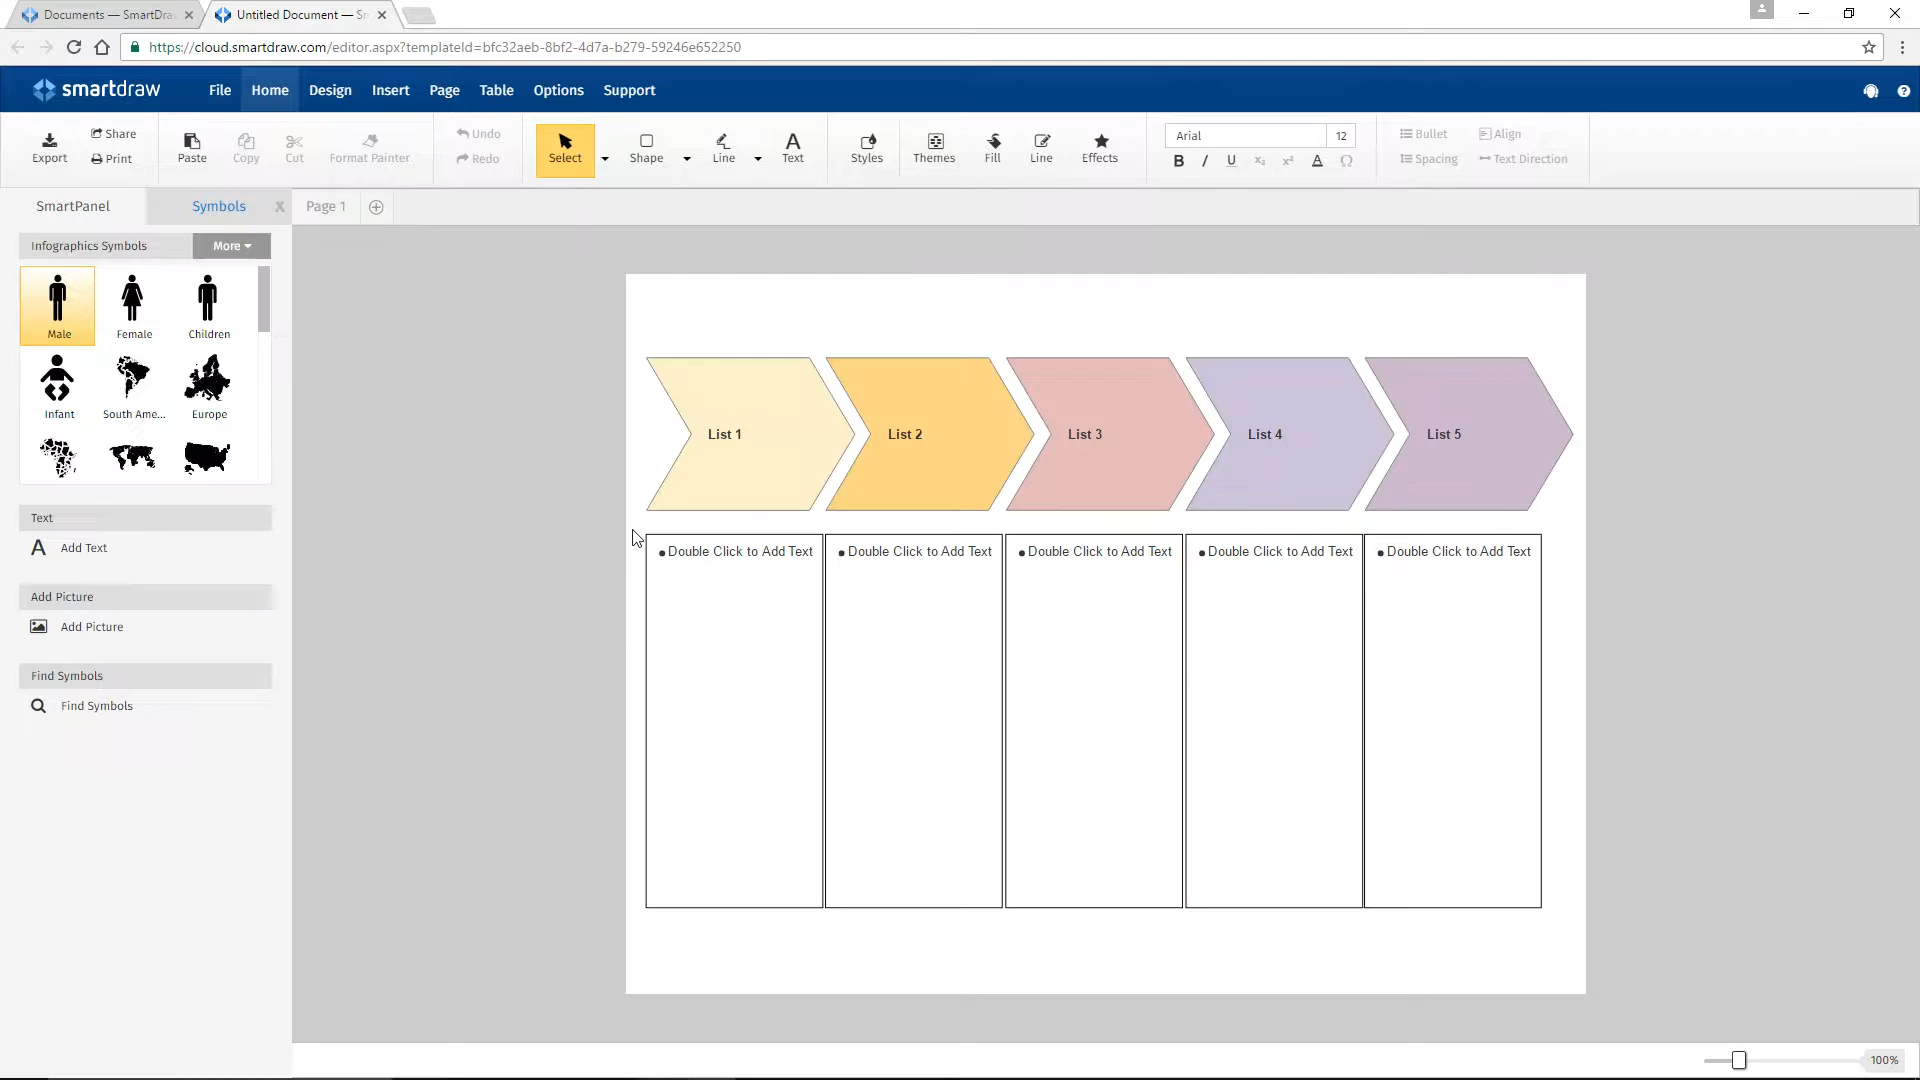 Documents — SmartDra
Untitled Document — S
https://cloud.smartdraw.com/editor.aspx?templateId=bfc32aeb-8bf2-4d7a-b279-59246e652250
smartdraw File Home Design Insert Page Table Options Support
Export Share Print Paste Copy Cut Format Painter Undo Redo Select Shape Line Text Styles Themes Fill Line Effects Arial 12 B I U x₂ x² A Ω Bullet Align Spacing Text Direction
SmartPanel Symbols X Page 1
Infographics Symbols More
Male Female Children
Infant South Ame... Europe
Text
A Add Text
Add Picture
Add Picture
Find Symbols
Find Symbols
List 1 List 2 List 3 List 4 List 5
• Double Click to Add Text • Double Click to Add Text • Double Click to Add Text • Double Click to Add Text • Double Click to Add Text
100%